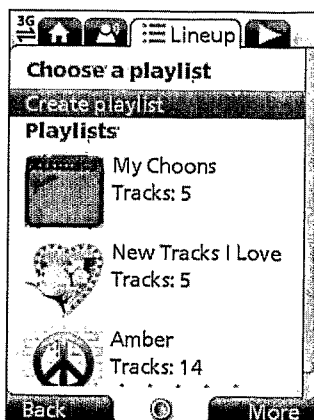 3G
Lineup
Choose a playlist
Create playlist
Playlists
My Choons
Tracks: 5
New Tracks I Love
Tracks: 5
Amber
Tracks: 14
Back
More